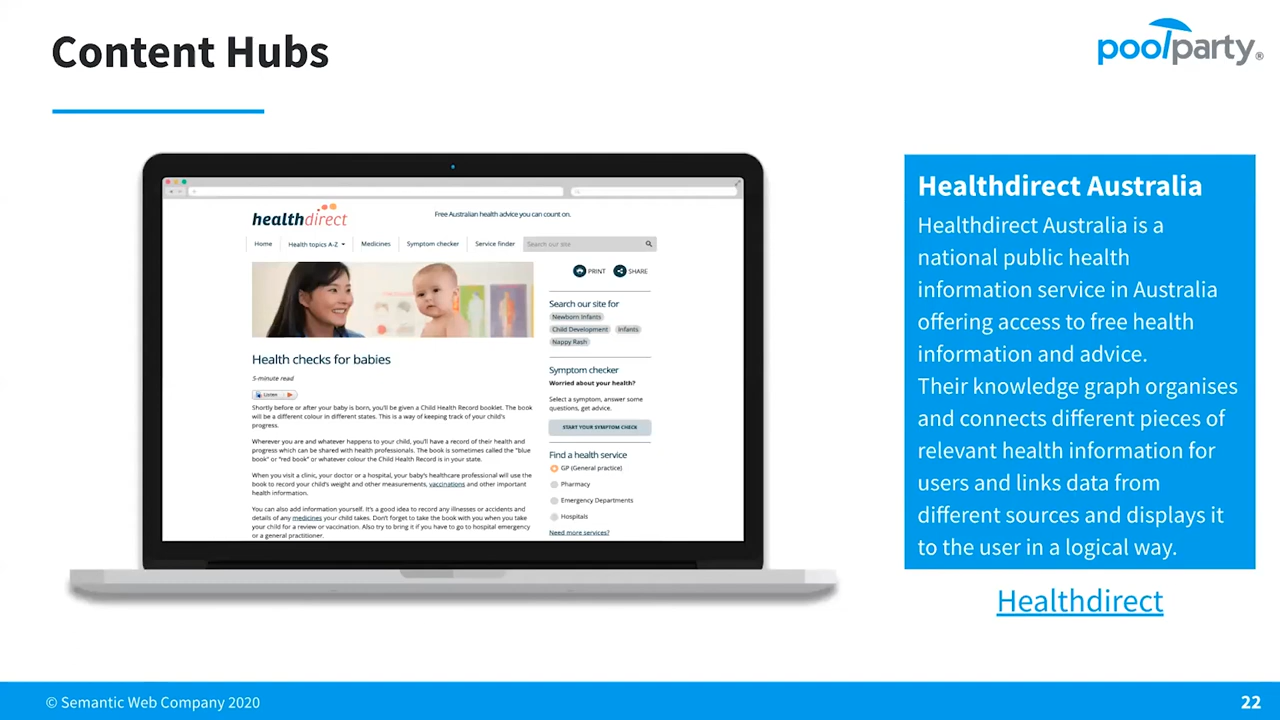 Content Hubs
poolparty®
healthdirect
Free Australian health advice you can count on.
Home
Health topics A-Z
Medicines
Symptom checker
Service finder
Search our site
PRINT
SHARE
Health checks for babies
5-minute read
Listen
Shortly before or after your baby is born, you'll be given a Child Health Record booklet. The book
will be a different colour in different states. This is a way of keeping track of your child's
progress.
Wherever you are and whatever happens to your child, you'll have a record of their health and
progress which can be shared with health professionals. The book is sometimes called the "blue
book" or "red book" or whatever colour the Child Health Record is in your state.
When you visit a clinic, your doctor or a hospital, your baby's healthcare professional will use the
book to record your child's weight and other measurements, vaccinations and other important
health information.
You can also add information yourself. It's a good idea to record any illnesses or accidents and
details of any medicines your child takes. Don't forget to take the book with you when you take
your child for a review or vaccination. Also try to bring it if you have to go to hospital emergency
or a general practitioner.
Search our site for
Newborn Infants
Child Development
Infants
Nappy Rash
Symptom checker
Worried about your health?
Select a symptom, answer some
questions, get advice.
START YOUR SYMPTOM CHECK
Find a health service
GP (General practice)
Pharmacy
Emergency Departments
Hospitals
Need more services?
Healthdirect Australia
Healthdirect Australia is a
national public health
information service in Australia
offering access to free health
information and advice.
Their knowledge graph organises
and connects different pieces of
relevant health information for
users and links data from
different sources and displays it
to the user in a logical way.
Healthdirect
© Semantic Web Company 2020
22